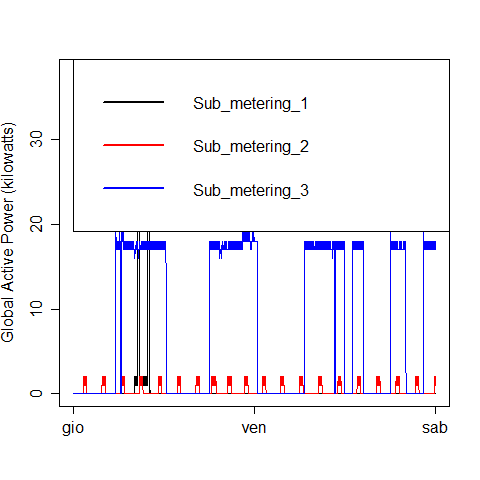 Global Active Power (kilowatts)
30
20
10
0
Sub_metering_1
Sub_metering_2
Sub_metering_3
gio ven sab